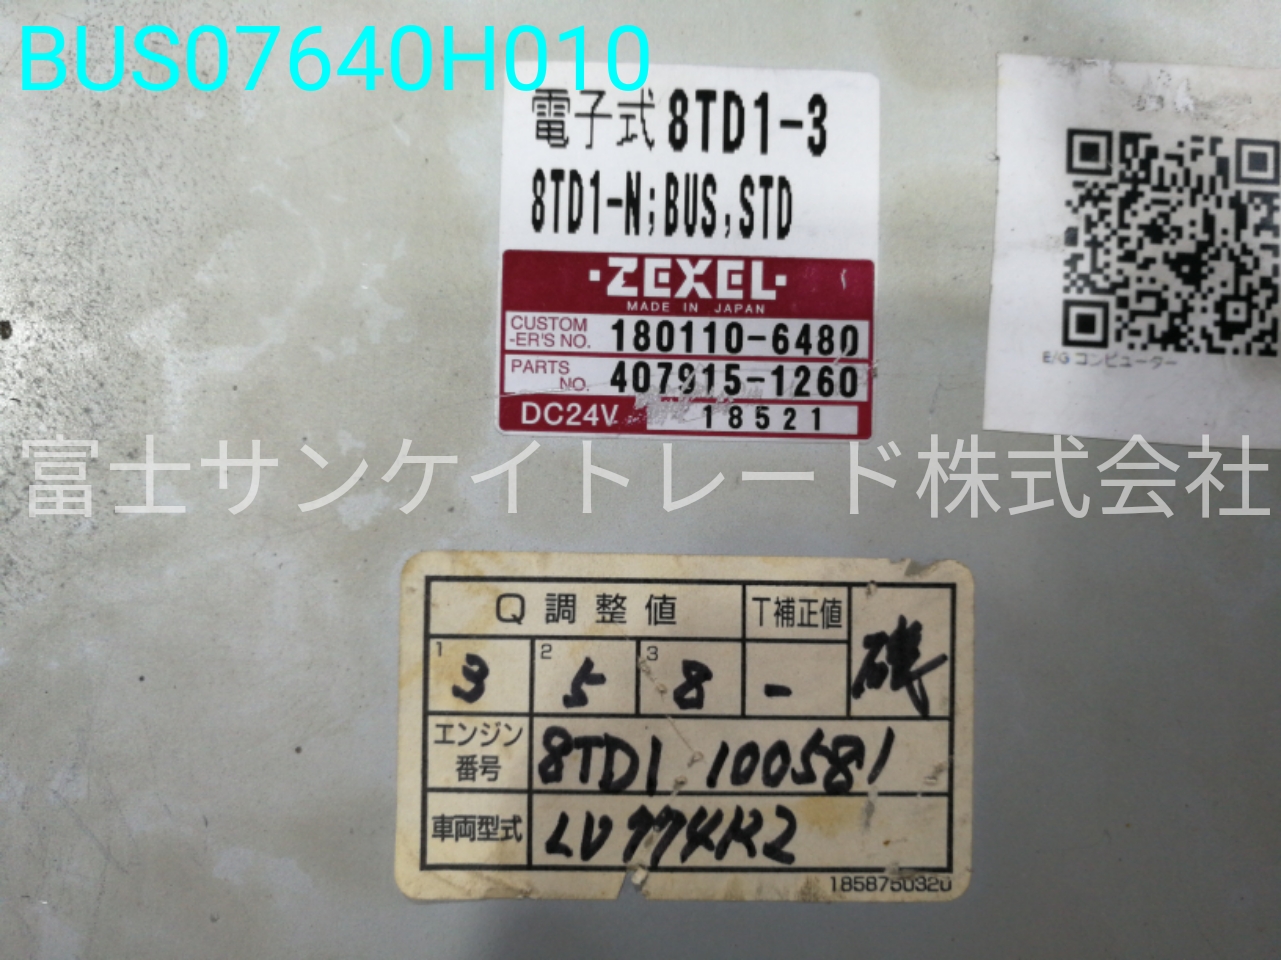 BUS07640H010
電子式 8TD1-3
8TD1-N;BUS,STD
·ZEXEL·
MADE IN JAPAN
CUSTOM
-ER'S NO. 180110-6480
PARTS
NO. 407915-1260
DC24V 18521
E/G コンピューター
富士サンケイトレード株式会社
Q 調整値 T補正値 磯
1 3 2 5 3 8 -
エンジン
番号 8TD1 100581
車両型式 LV774R2
1858750320